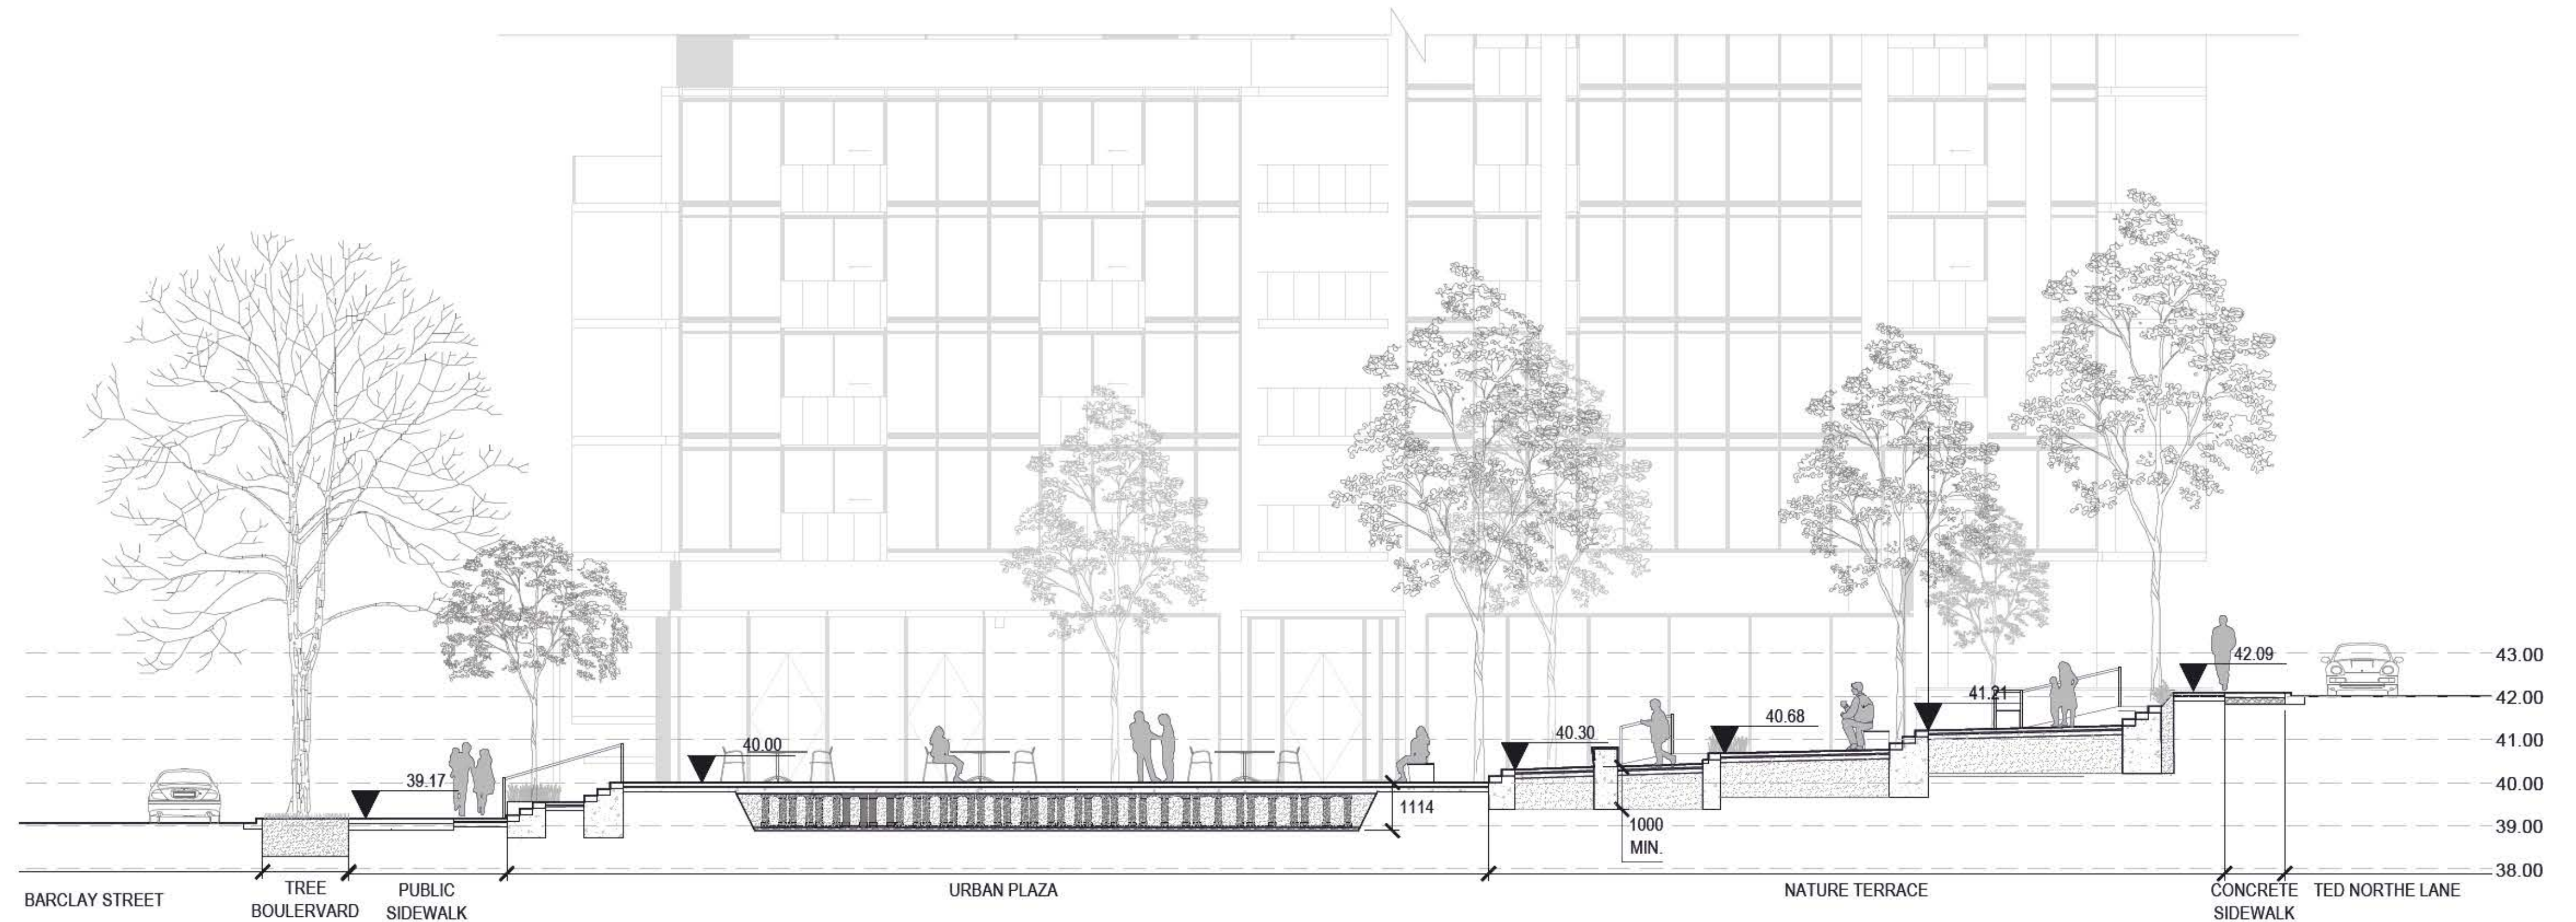 43.00
42.09
42.00
41.21
40.68
40.30
40.00
41.00
39.17
40.00
1114
1000
MIN.
39.00
38.00
BARCLAY STREET
TREE
BOULERVARD
PUBLIC
SIDEWALK
URBAN PLAZA
NATURE TERRACE
CONCRETE
SIDEWALK
TED NORTHE LANE